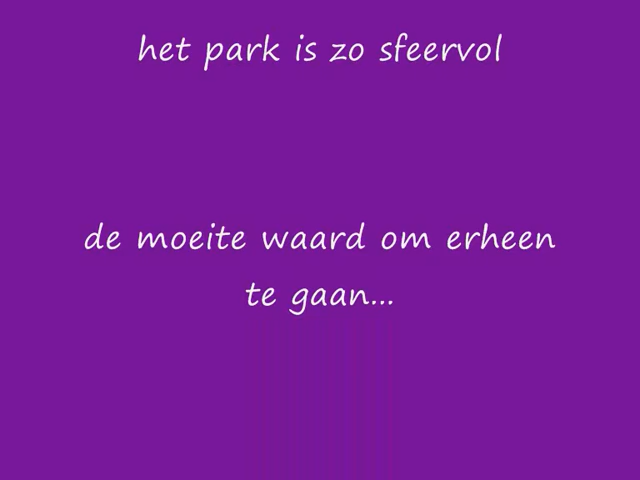 het park is zo sfeervol
de moeite waard om erheen
te gaan...